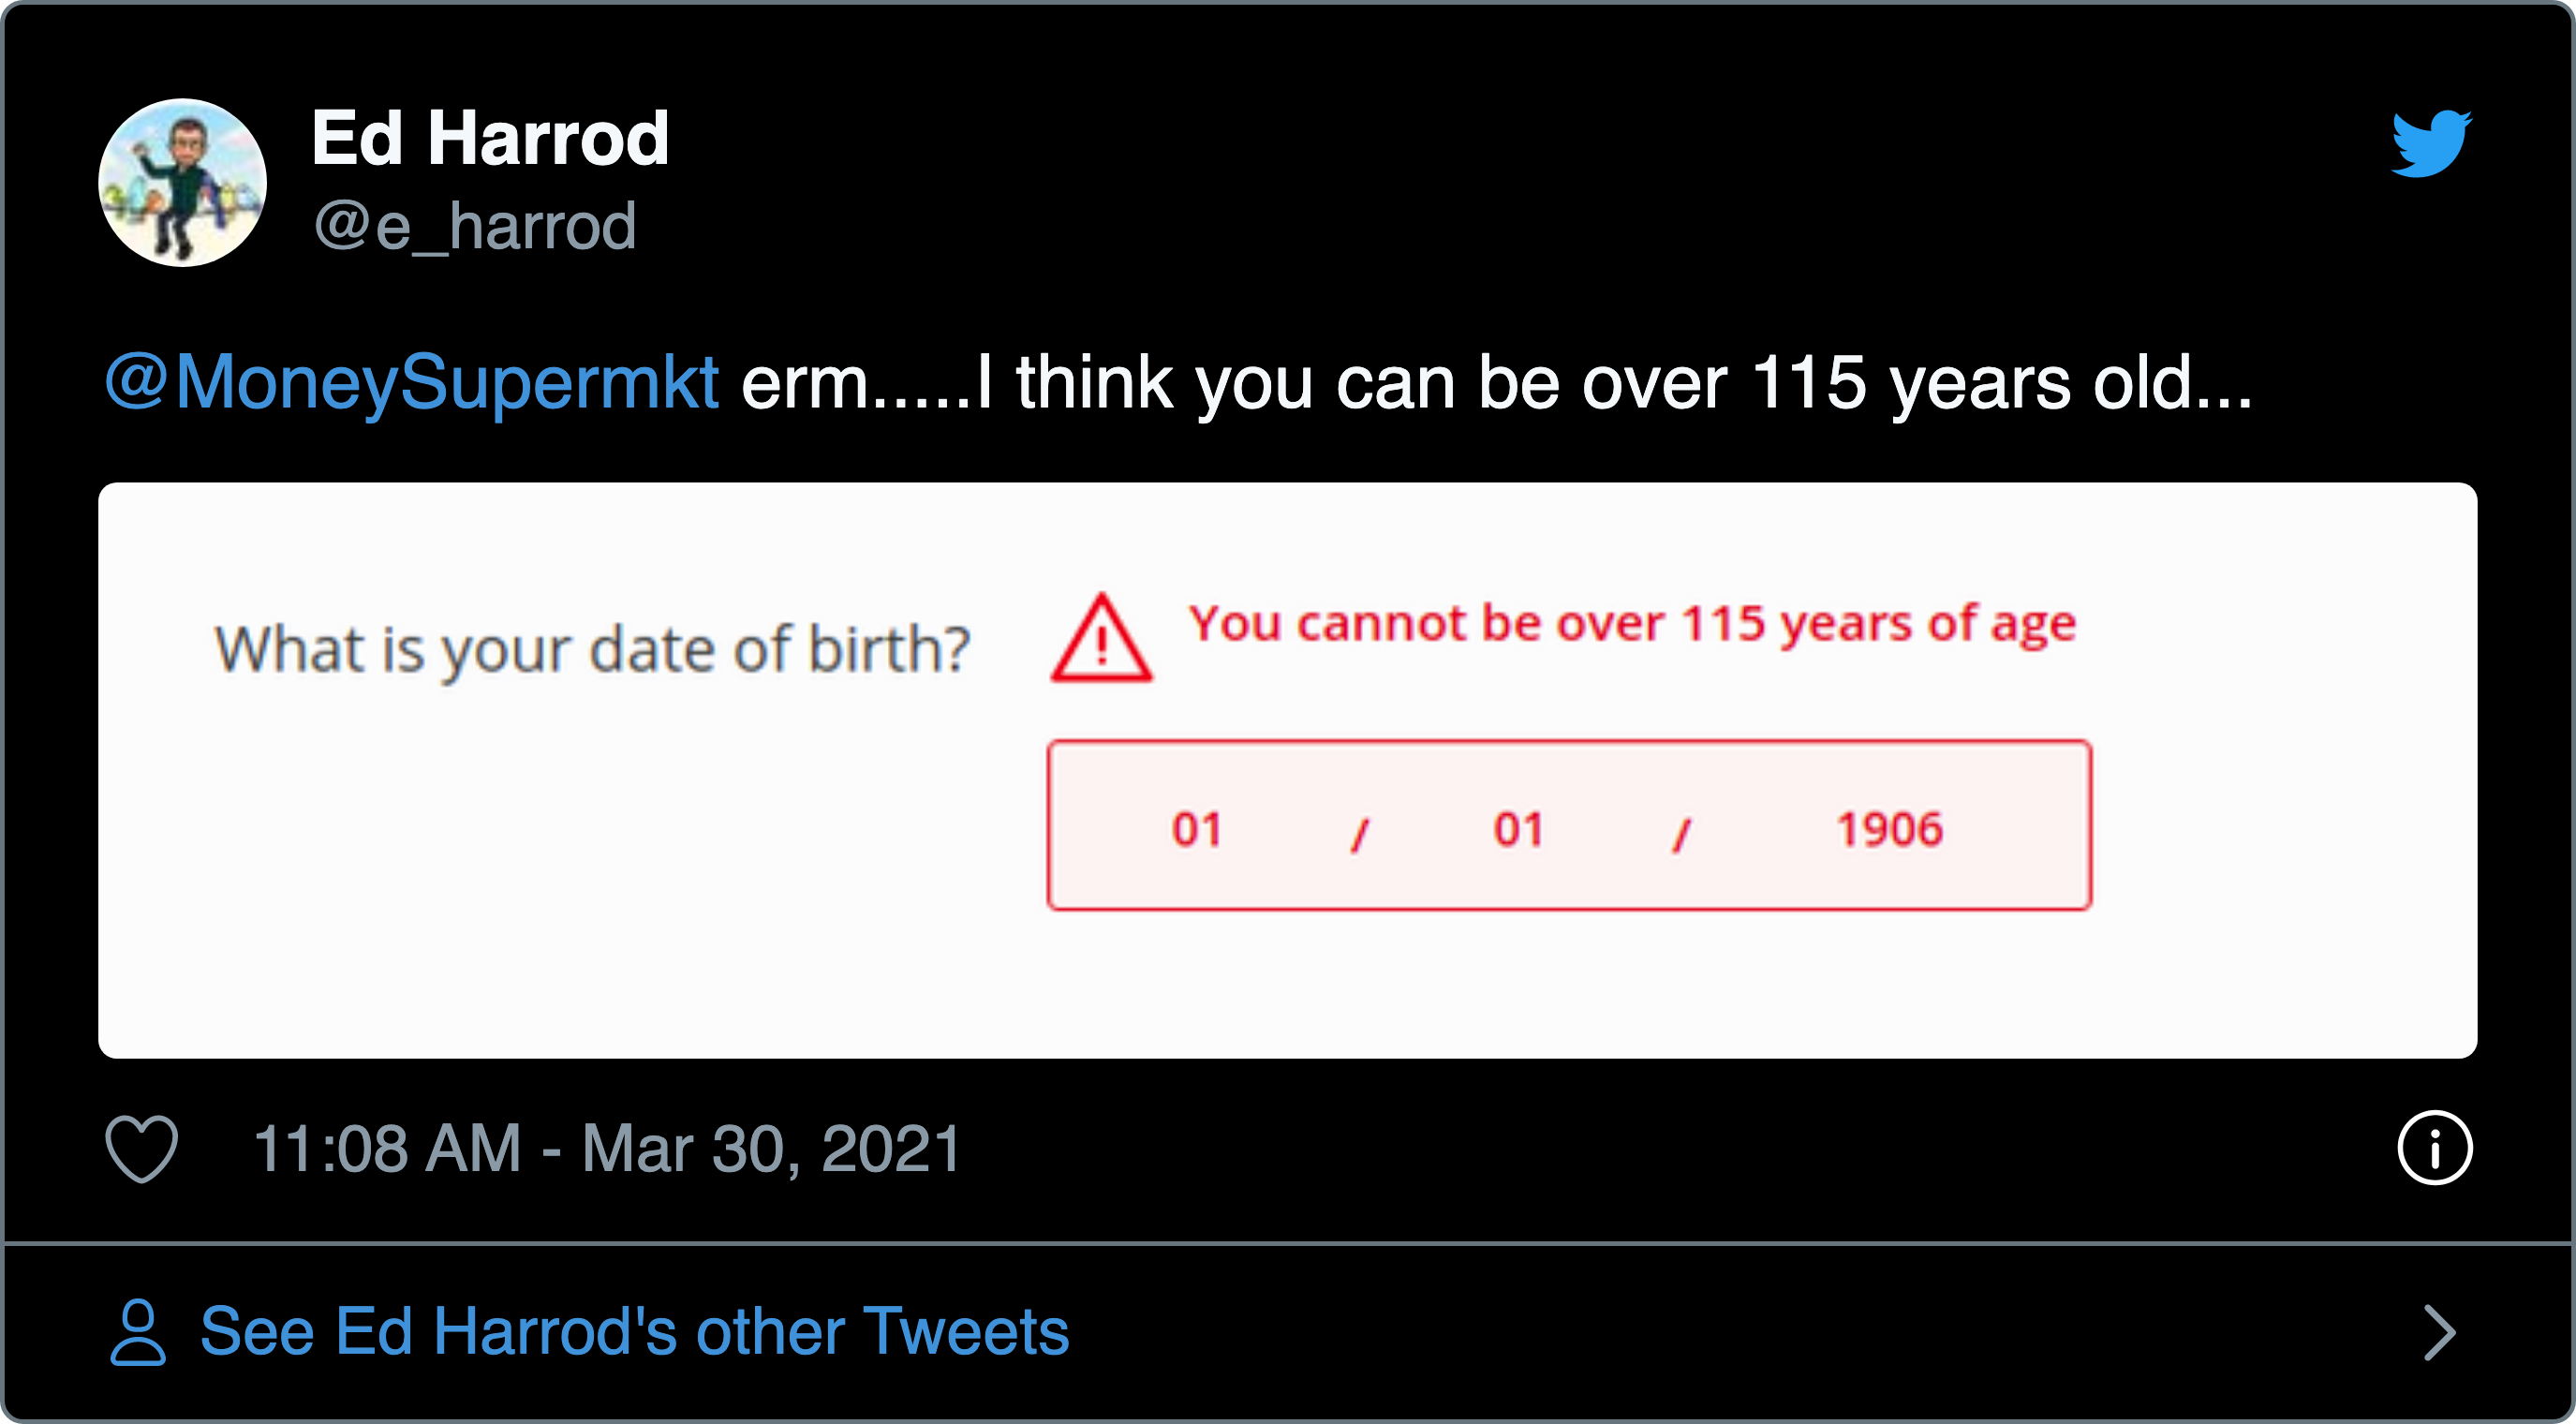 Ed Harrod
@e_harrod
@MoneySupermkt erm.....I think you can be over 115 years old...
What is your date of birth?
You cannot be over 115 years of age
01 / 01 / 1906
11:08 AM - Mar 30, 2021
See Ed Harrod's other Tweets